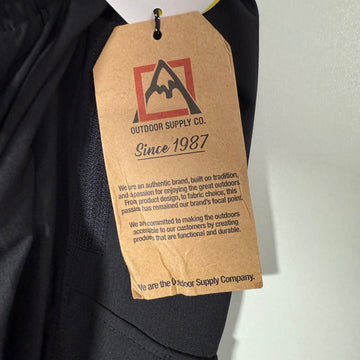 OUTDOOR SUPPLY CO.
Since 1987
We are an authentic brand, built on tradition,
and a passion for enjoying the great outdoors.
From product design, to fabric choice, this
passion has remained our brand's focal point.
We are committed to making the outdoors
accessible to our customers by creating
products that are functional and durable.
We are the Outdoor Supply Company.